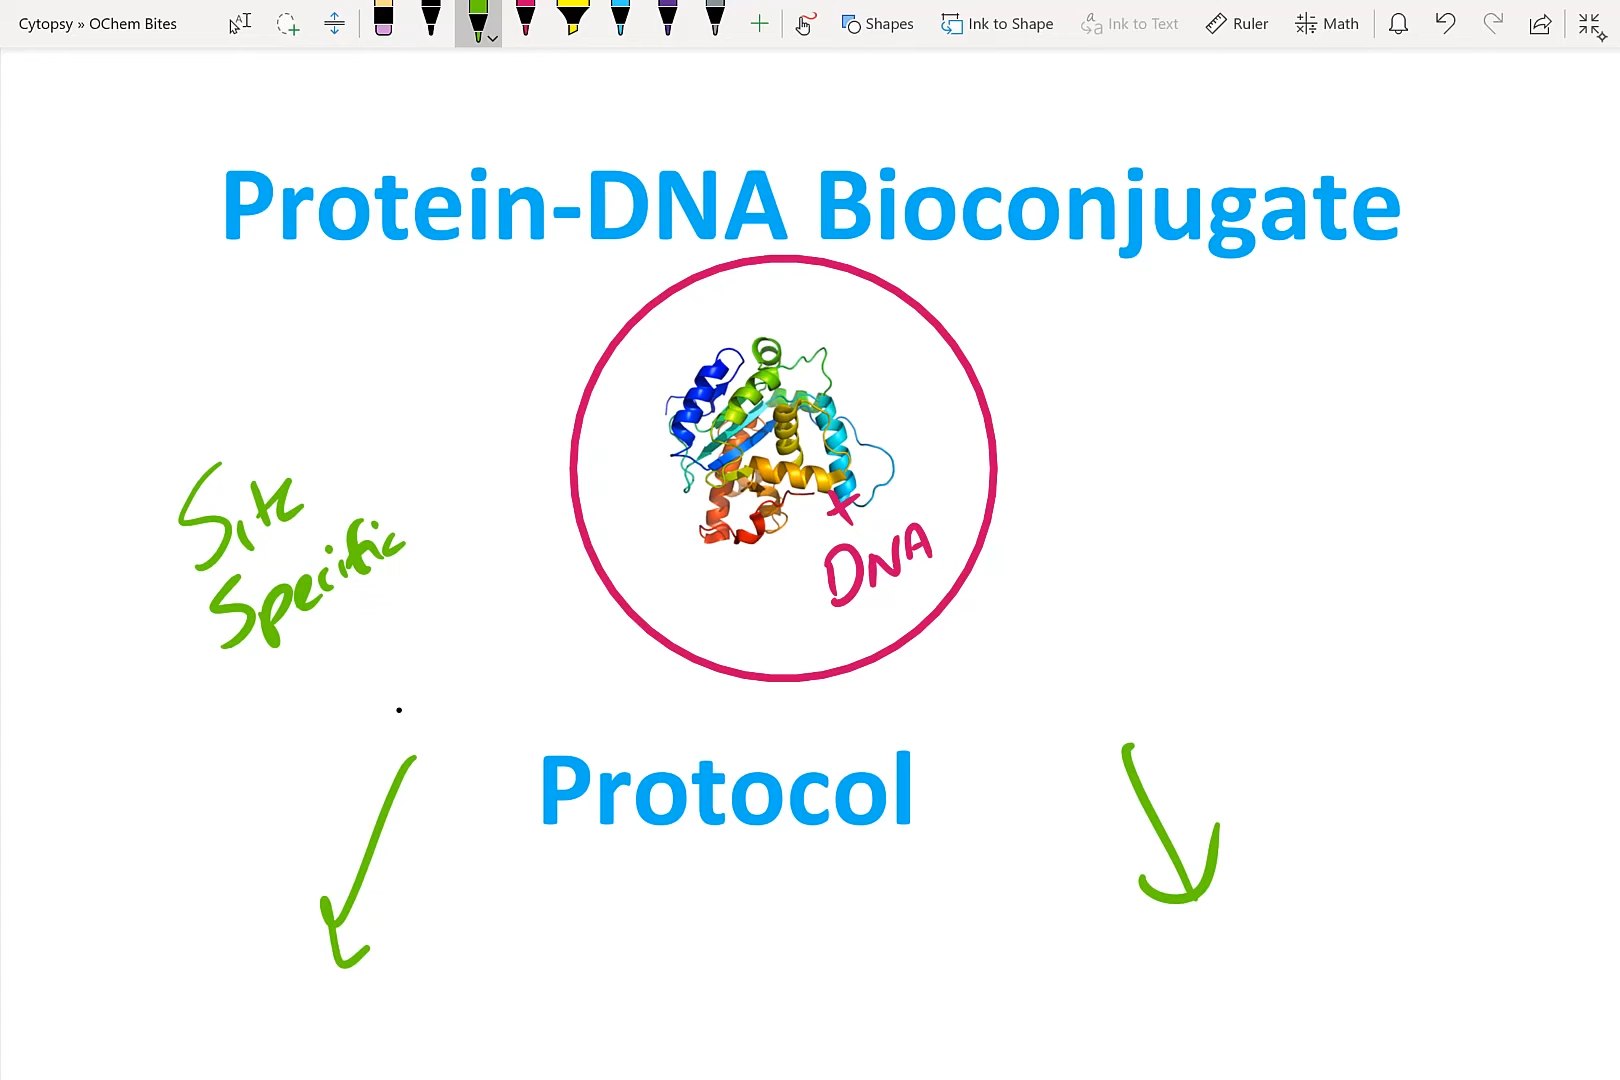 Cytopsy » OChem Bites
Shapes
Ink to Shape
Ink to Text
Ruler
Math
Protein-DNA Bioconjugate
+
DNA
Site
Specific
Protocol